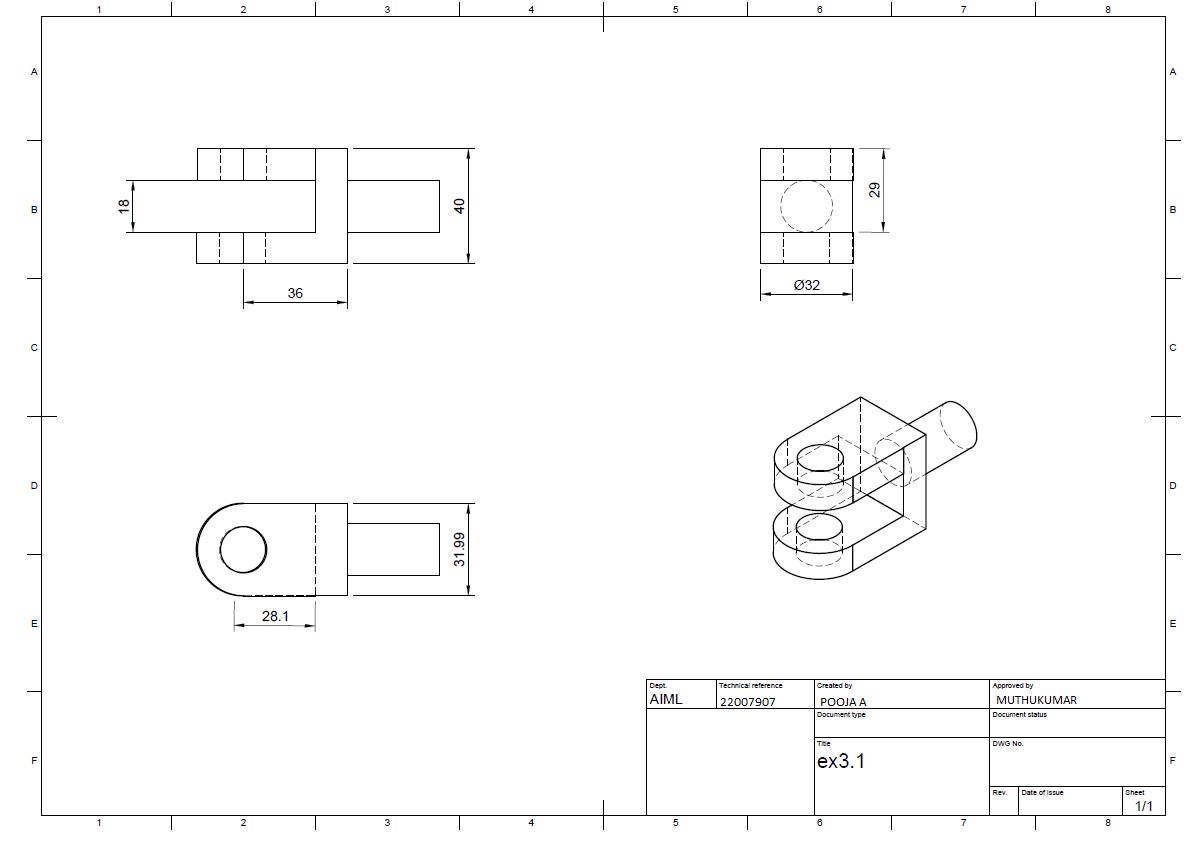 1 2 3 4 5 6 7 8
A A
B B
C C
D D
E E
F F
18
40
36
29
Ø32
31.99
28.1
Dept. Technical reference Created by Approved by
AIML 22007907 POOJA A MUTHUKUMAR
Document type Document status
Title DWG No.
ex3.1
Rev. Date of issue Sheet
1/1
1 2 3 4 5 6 7 8